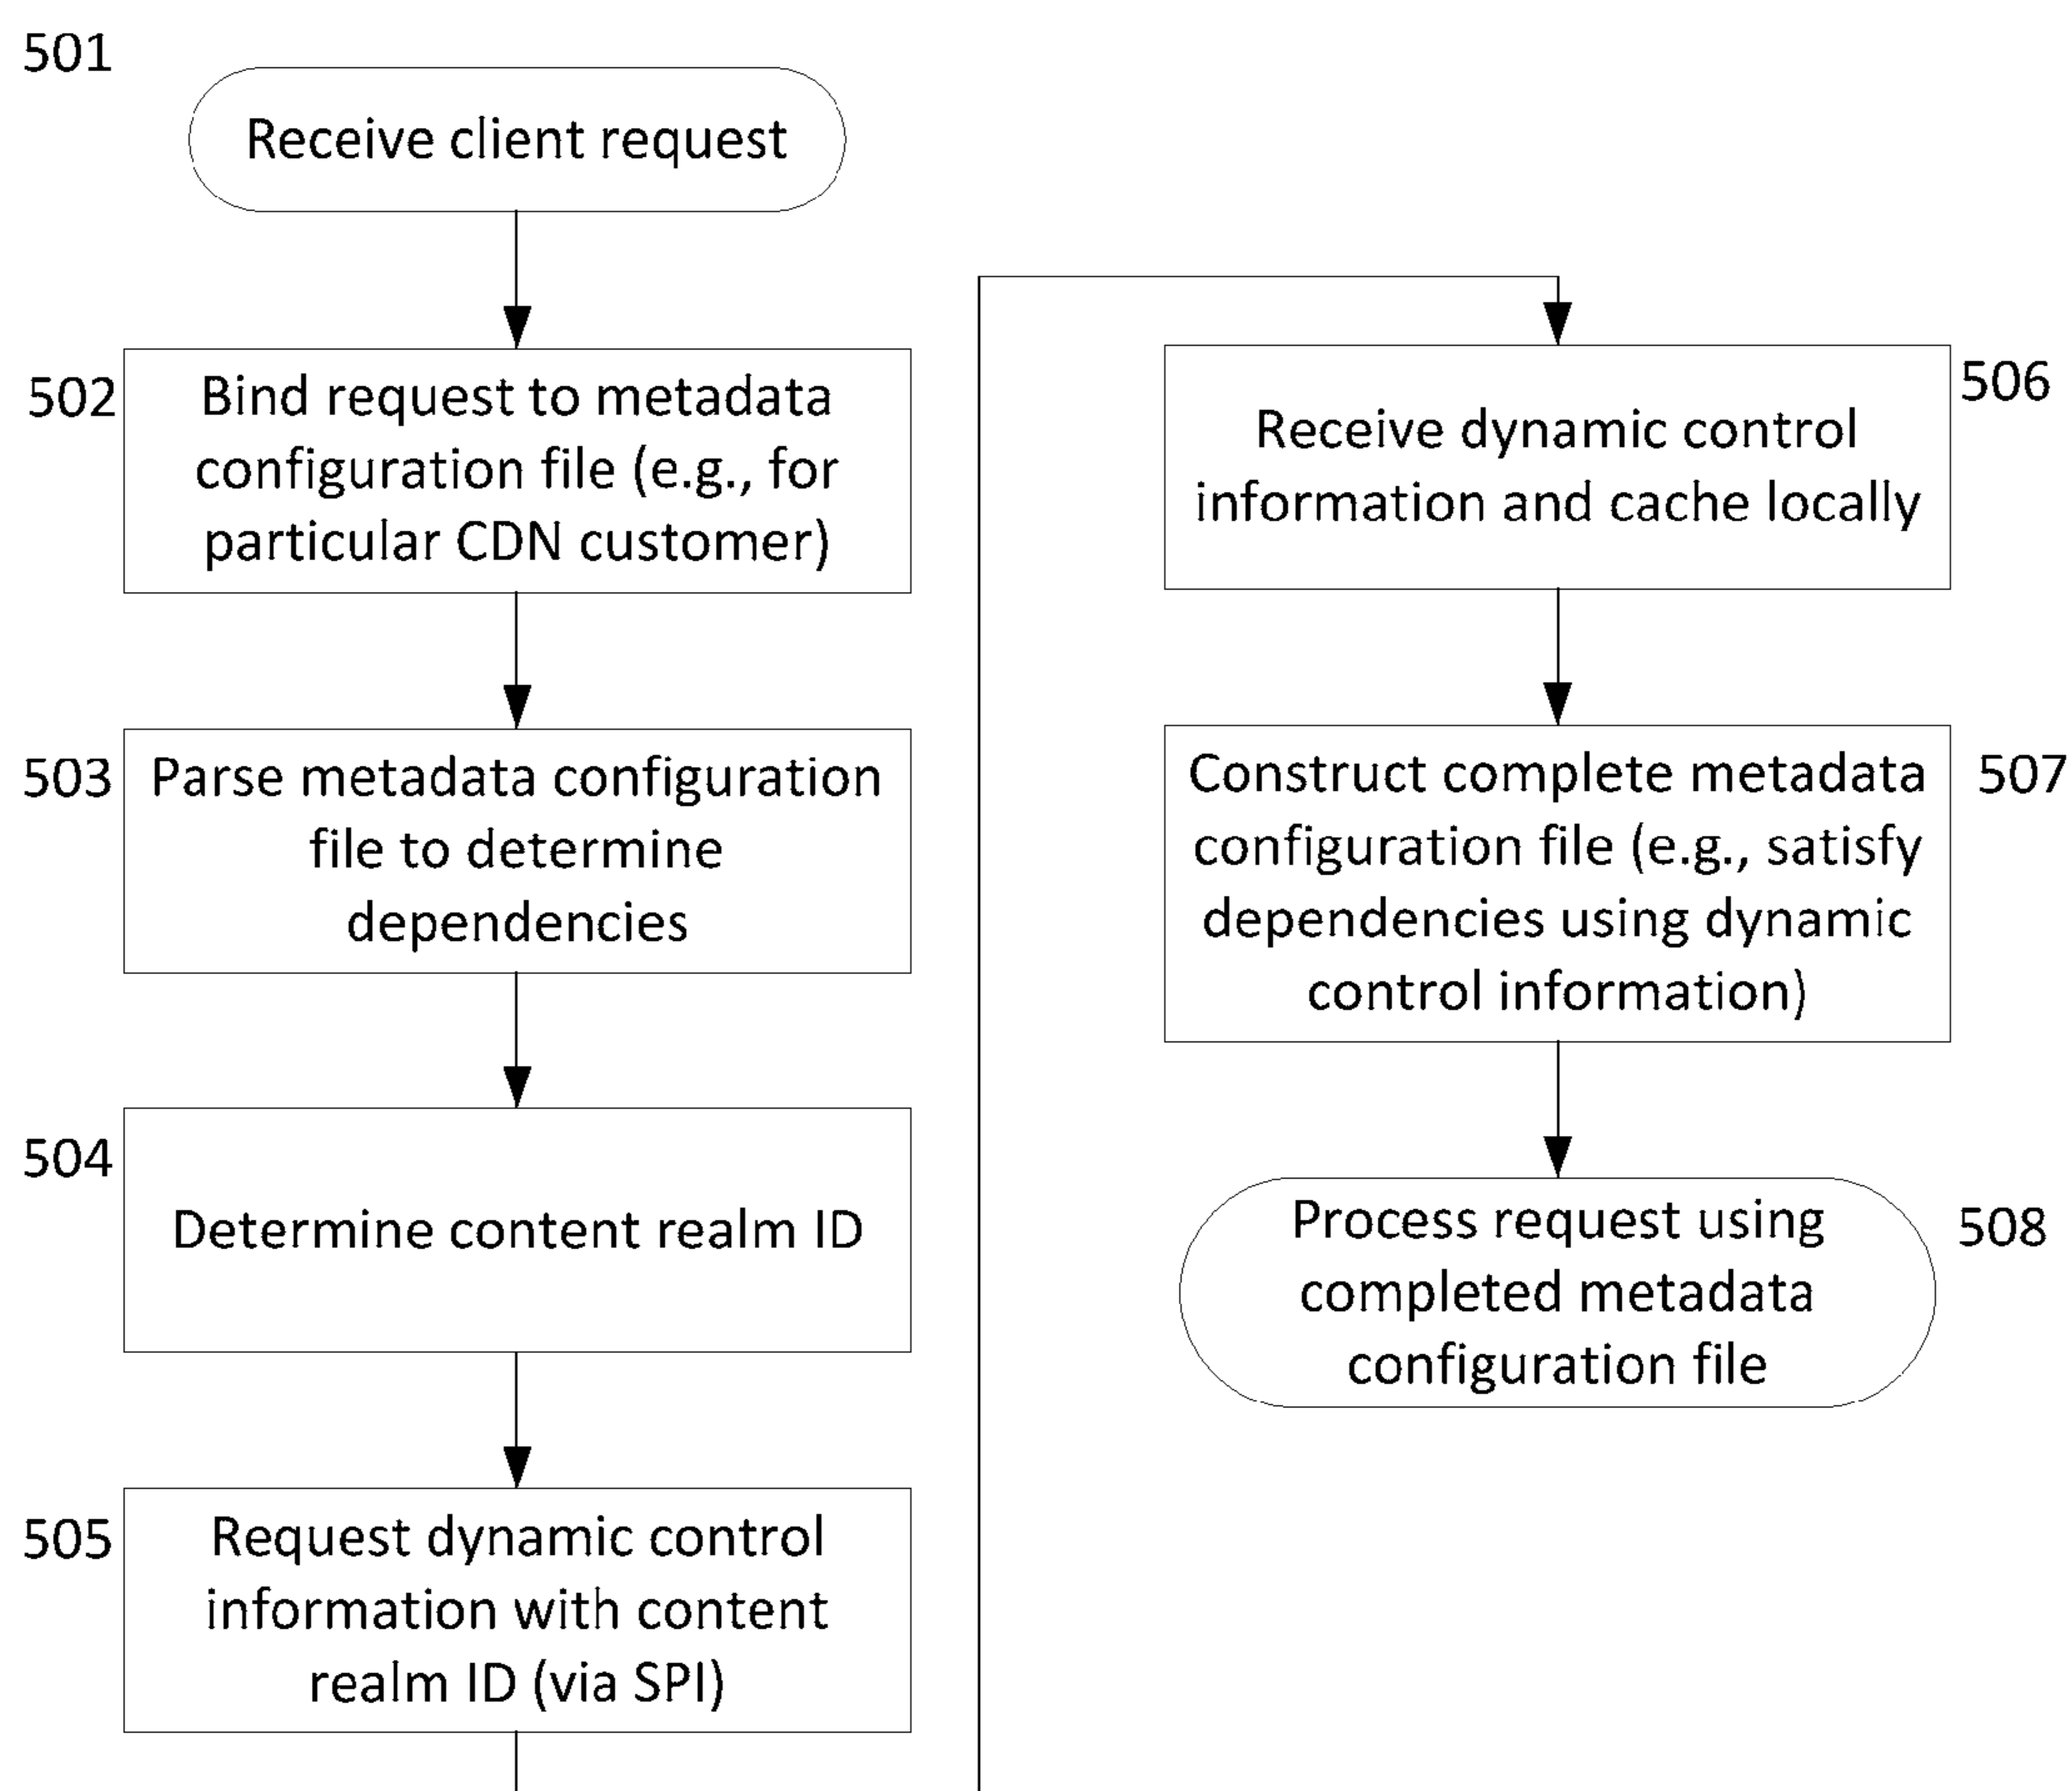 501
Receive client request
502
Bind request to metadata
configuration file (e.g., for
particular CDN customer)
503
Parse metadata configuration
file to determine
dependencies
504
Determine content realm ID
505
Request dynamic control
information with content
realm ID (via SPI)
506
Receive dynamic control
information and cache locally
507
Construct complete metadata
configuration file (e.g., satisfy
dependencies using dynamic
control information)
508
Process request using
completed metadata
configuration file